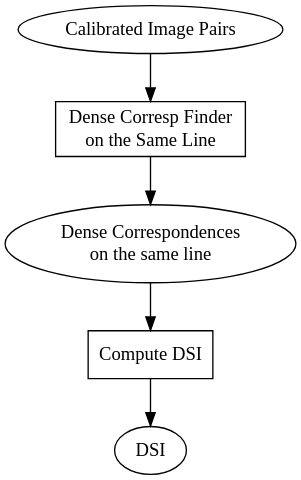 Calibrated Image Pairs
Dense Corresp Finder
on the Same Line
Dense Correspondences
on the same line
Compute DSI
DSI